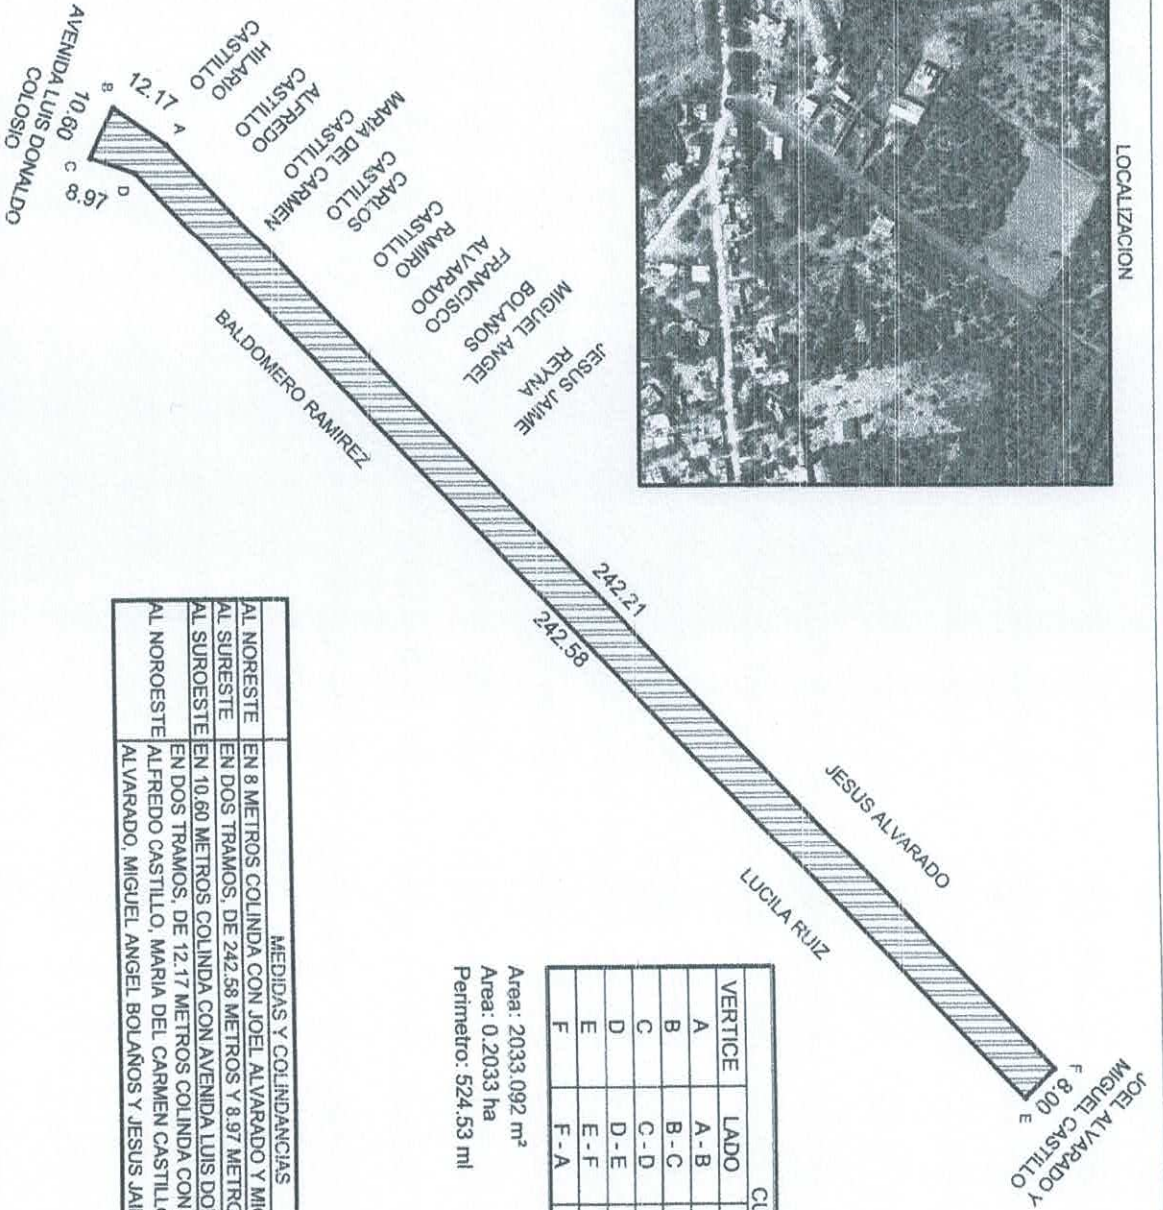 LOCALIZACION
HILARIO
CASTILLO
ALFREDO
CASTILLO
MARIA DEL CARMEN
CASTILLO
CARLOS
CASTILLO
RAMIRO
CASTILLO
FRANCISCO
ALVARADO
MIGUEL ANGEL
BOLAÑOS
JESUS JAIME
REYNA
JESUS ALVARADO
JOEL ALVARADO Y
MIGUEL CASTILLO
F
8.00
E
242.21
242.58
LUCILA RUIZ
BALDOMERO RAMIREZ
A
12.17
B
10.60
C
8.97
D
AVENIDA LUIS DONALDO
COLOSIO
CU
VERTICE LADO
A A - B
B B - C
C C - D
D D - E
E E - F
F F - A
Area: 2033.092 m²
Area: 0.2033 ha
Perimetro: 524.53 ml
MEDIDAS Y COLINDANCIAS
AL NORESTE EN 8 METROS COLINDA CON JOEL ALVARADO Y MIG
AL SURESTE EN DOS TRAMOS, DE 242.58 METROS Y 8.97 METRO
AL SUROESTE EN 10.60 METROS COLINDA CON AVENIDA LUIS DO
AL NOROESTE EN DOS TRAMOS, DE 12.17 METROS COLINDA CON
ALFREDO CASTILLO, MARIA DEL CARMEN CASTILLO
ALVARADO, MIGUEL ANGEL BOLAÑOS Y JESUS JAI